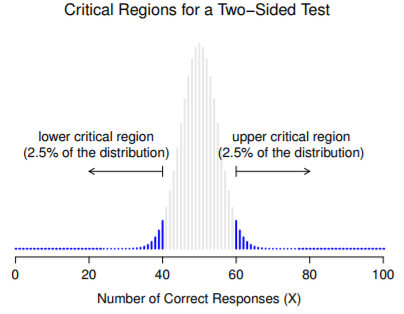 Critical Regions for a Two−Sided Test
lower critical region
(2.5% of the distribution)
upper critical region
(2.5% of the distribution)
0 20 40 60 80 100
Number of Correct Responses (X)